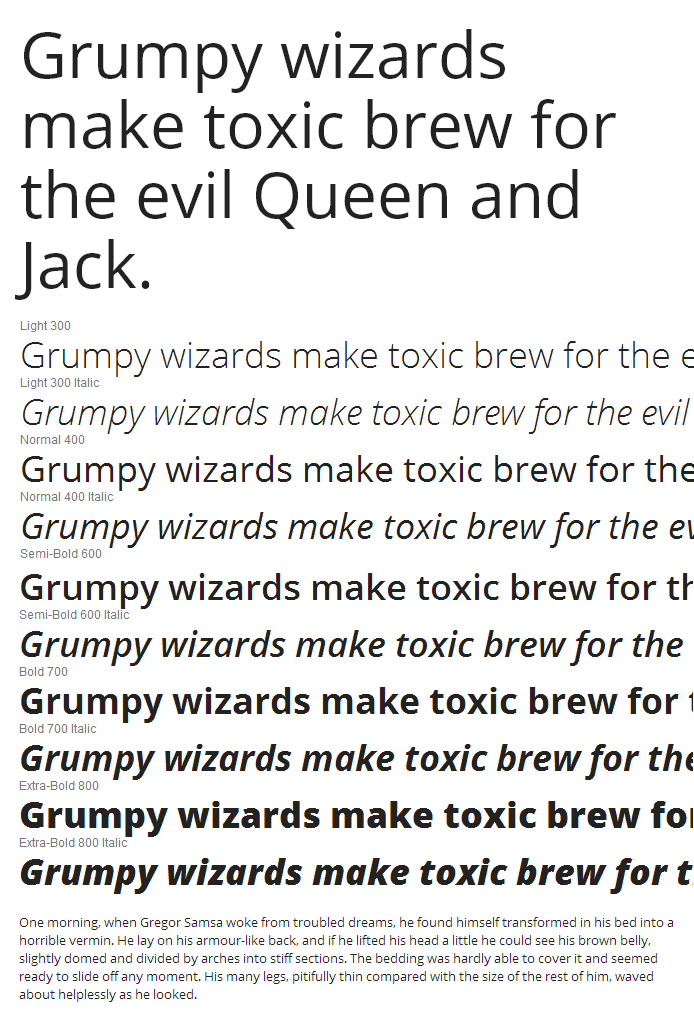 Grumpy wizards
make toxic brew for
the evil Queen and
Jack.
Light 300
Grumpy wizards make toxic brew for the e
Light 300 Italic
Grumpy wizards make toxic brew for the evil
Normal 400
Grumpy wizards make toxic brew for the
Normal 400 Italic
Grumpy wizards make toxic brew for the ev
Semi-Bold 600
Grumpy wizards make toxic brew for th
Semi-Bold 600 Italic
Grumpy wizards make toxic brew for the
Bold 700
Grumpy wizards make toxic brew for t
Bold 700 Italic
Grumpy wizards make toxic brew for the
Extra-Bold 800
Grumpy wizards make toxic brew for
Extra-Bold 800 Italic
Grumpy wizards make toxic brew for t
One morning, when Gregor Samsa woke from troubled dreams, he found himself transformed in his bed into a
horrible vermin. He lay on his armour-like back, and if he lifted his head a little he could see his brown belly,
slightly domed and divided by arches into stiff sections. The bedding was hardly able to cover it and seemed
ready to slide off any moment. His many legs, pitifully thin compared with the size of the rest of him, waved
about helplessly as he looked.